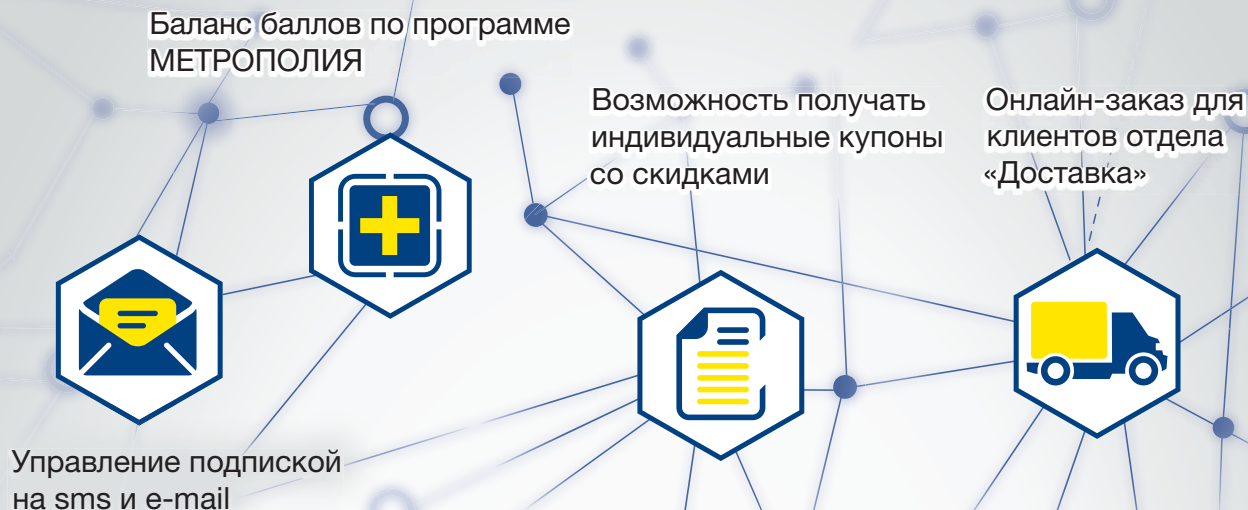 Баланс баллов по программе
МЕТРОПОЛИЯ
Возможность получать
индивидуальные купоны
со скидками
Онлайн-заказ для
клиентов отдела
«Доставка»
Управление подпиской
на sms и e-mail